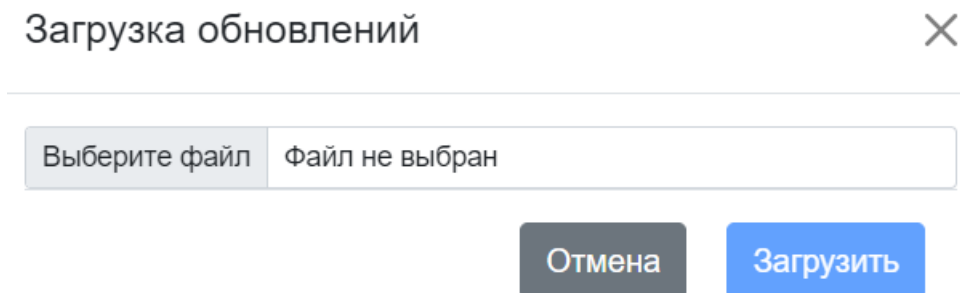 Загрузка обновлений
Выберите файл Файл не выбран
Отмена Загрузить